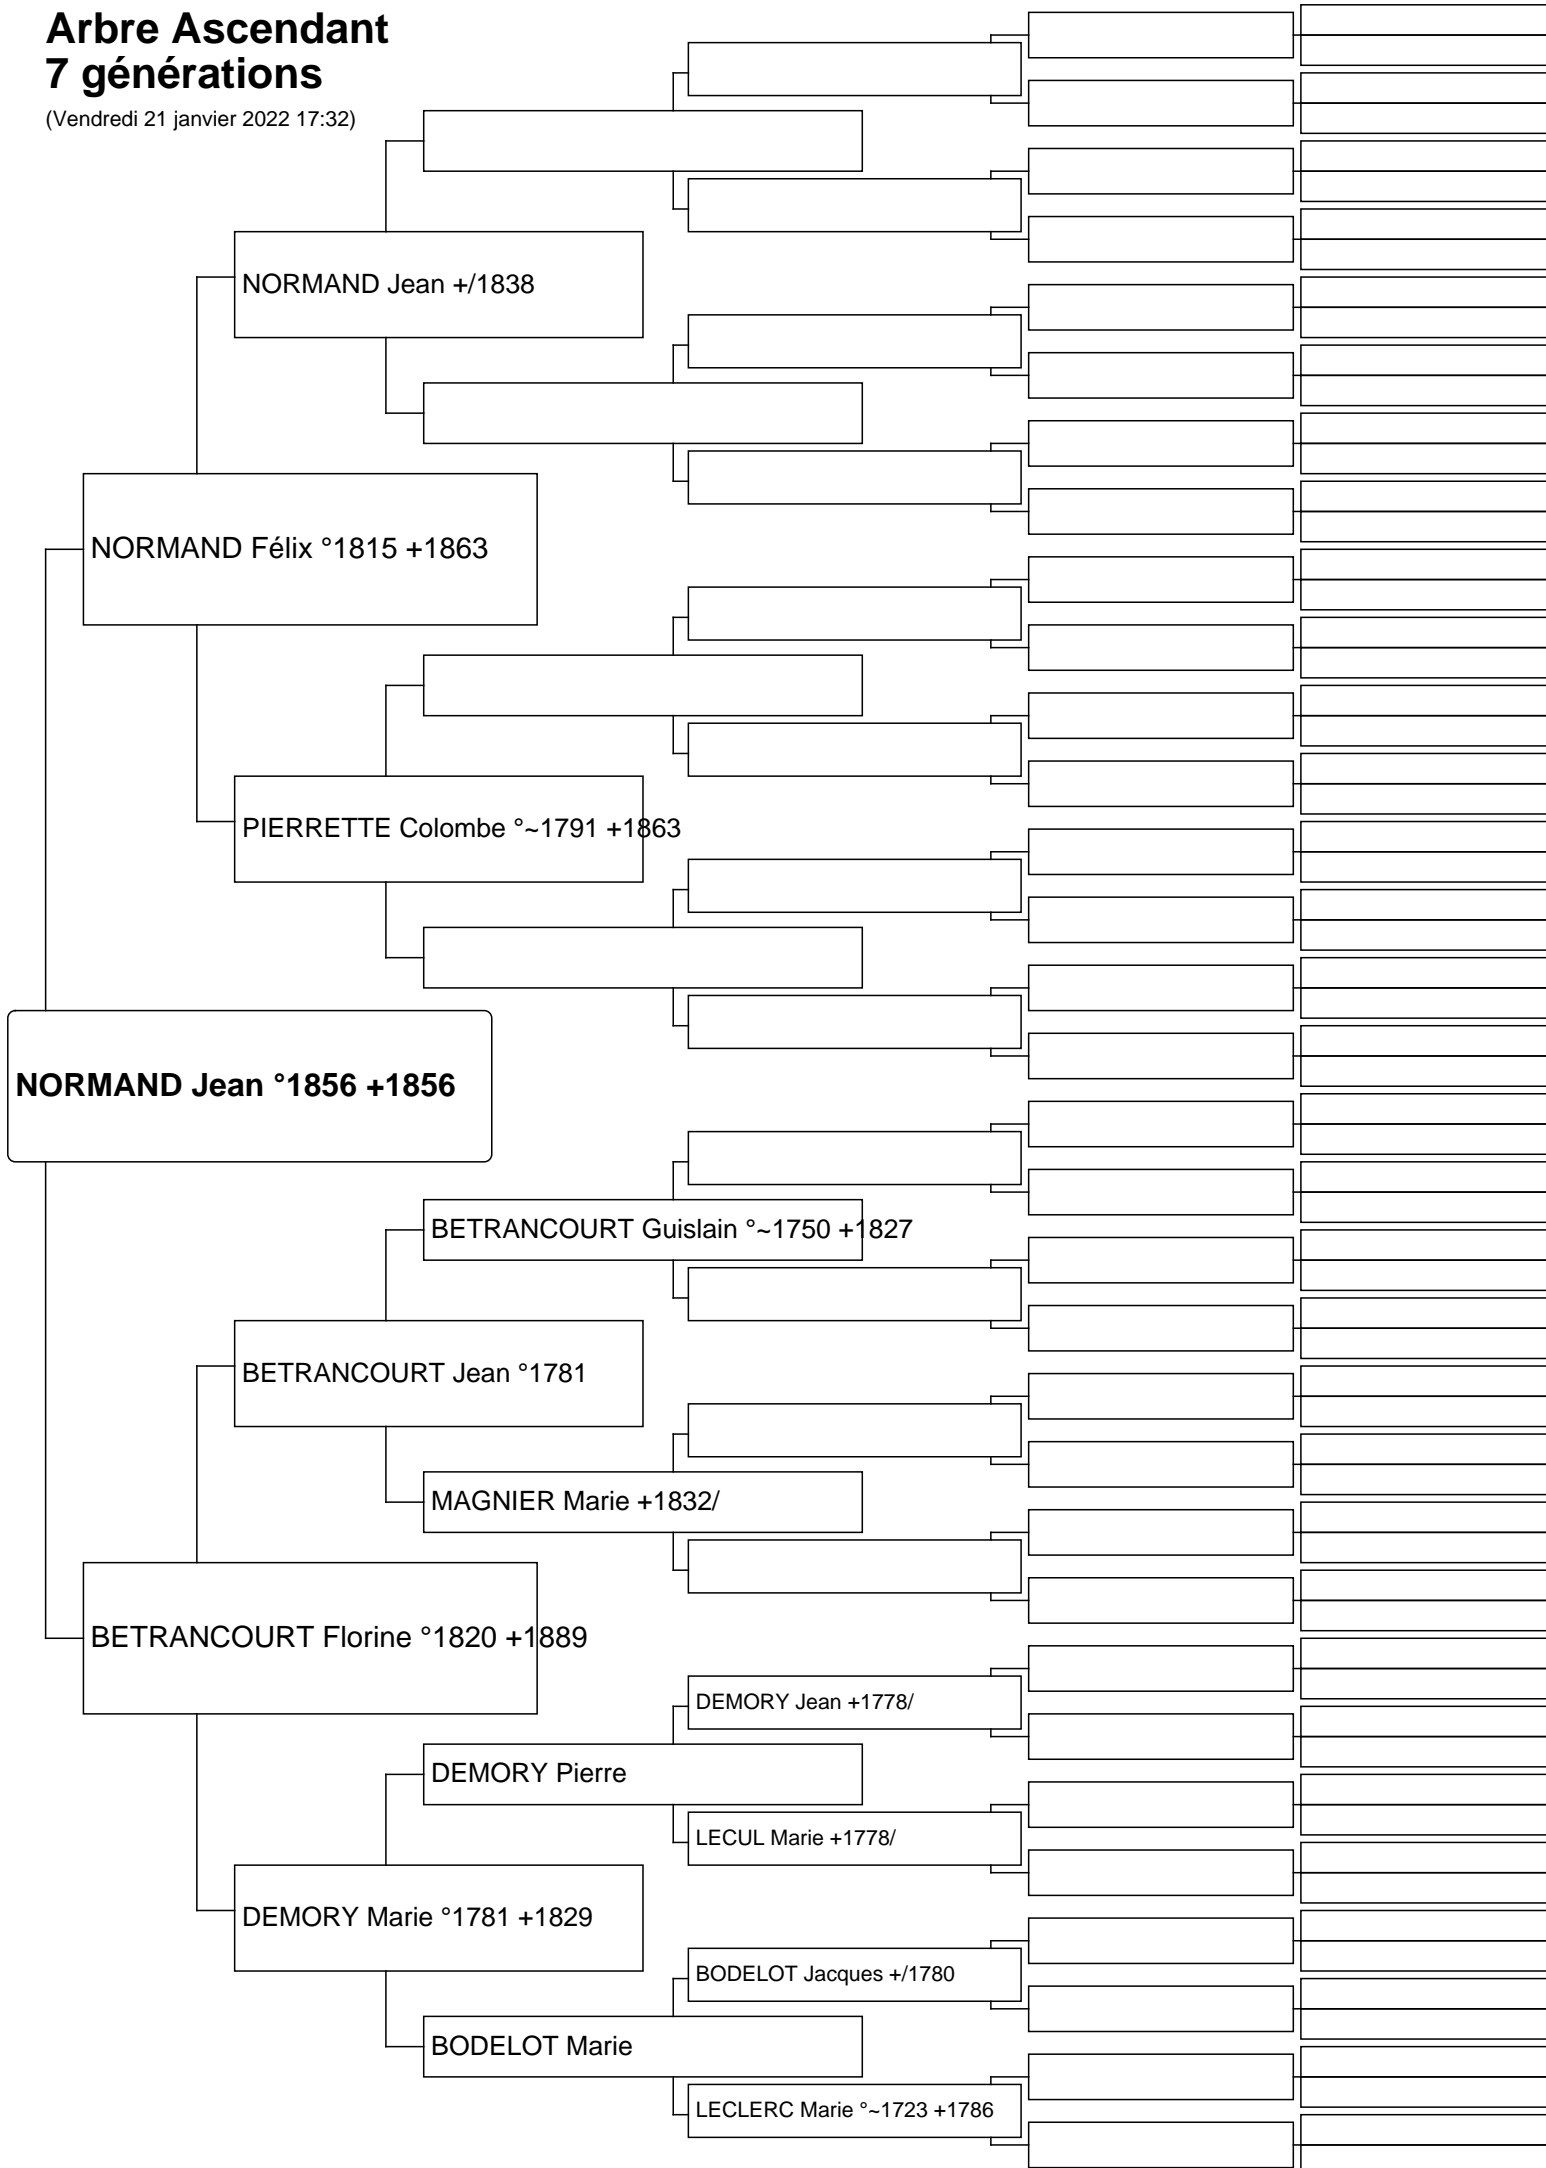 Arbre Ascendant
7 générations
(Vendredi 21 janvier 2022 17:32)
NORMAND Jean +/1838
NORMAND Félix °1815 +1863
PIERRETTE Colombe °~1791 +1863
NORMAND Jean °1856 +1856
BETRANCOURT Guislain °~1750 +1827
BETRANCOURT Jean °1781
MAGNIER Marie +1832/
BETRANCOURT Florine °1820 +1889
DEMORY Jean +1778/
DEMORY Pierre
LECUL Marie +1778/
DEMORY Marie °1781 +1829
BODELOT Jacques +/1780
BODELOT Marie
LECLERC Marie °~1723 +1786